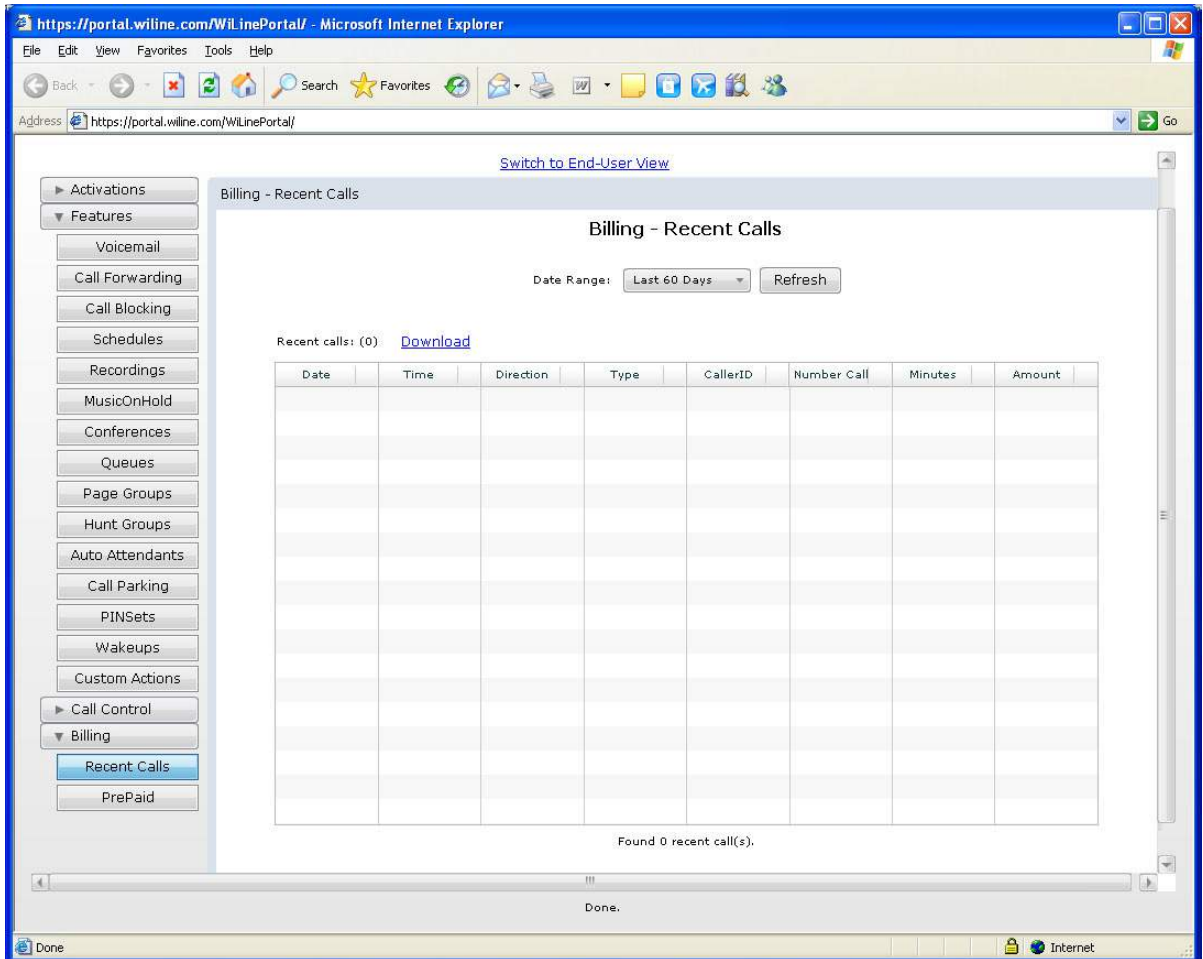 https://portal.wiline.com/WiLinePortal/ - Microsoft Internet Explorer
File Edit View Favorites Tools Help
Back Search Favorites
Address https://portal.wiline.com/WiLinePortal/ Go
Switch to End-User View
Activations
Billing - Recent Calls
Features
Billing - Recent Calls
Voicemail
Call Forwarding
Date Range: Last 60 Days Refresh
Call Blocking
Schedules
Recent calls: (0) Download
Recordings
Date Time Direction Type CallerID Number Call Minutes Amount
MusicOnHold
Conferences
Queues
Page Groups
Hunt Groups
Auto Attendants
Call Parking
PINSets
Wakeups
Custom Actions
Call Control
Billing
Recent Calls
PrePaid
Found 0 recent call(s).
Done.
Done Internet